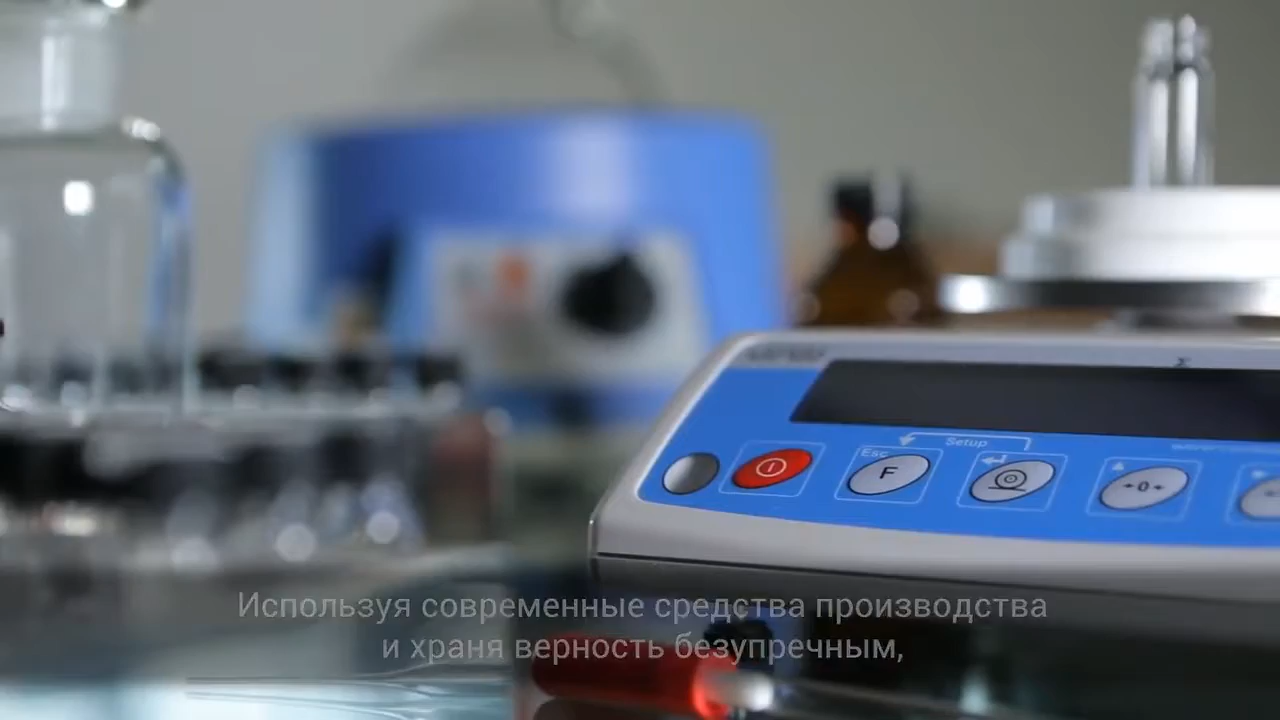 Setup
Esc
F
→0←
Используя современные средства производства
и храня верность безупречным,